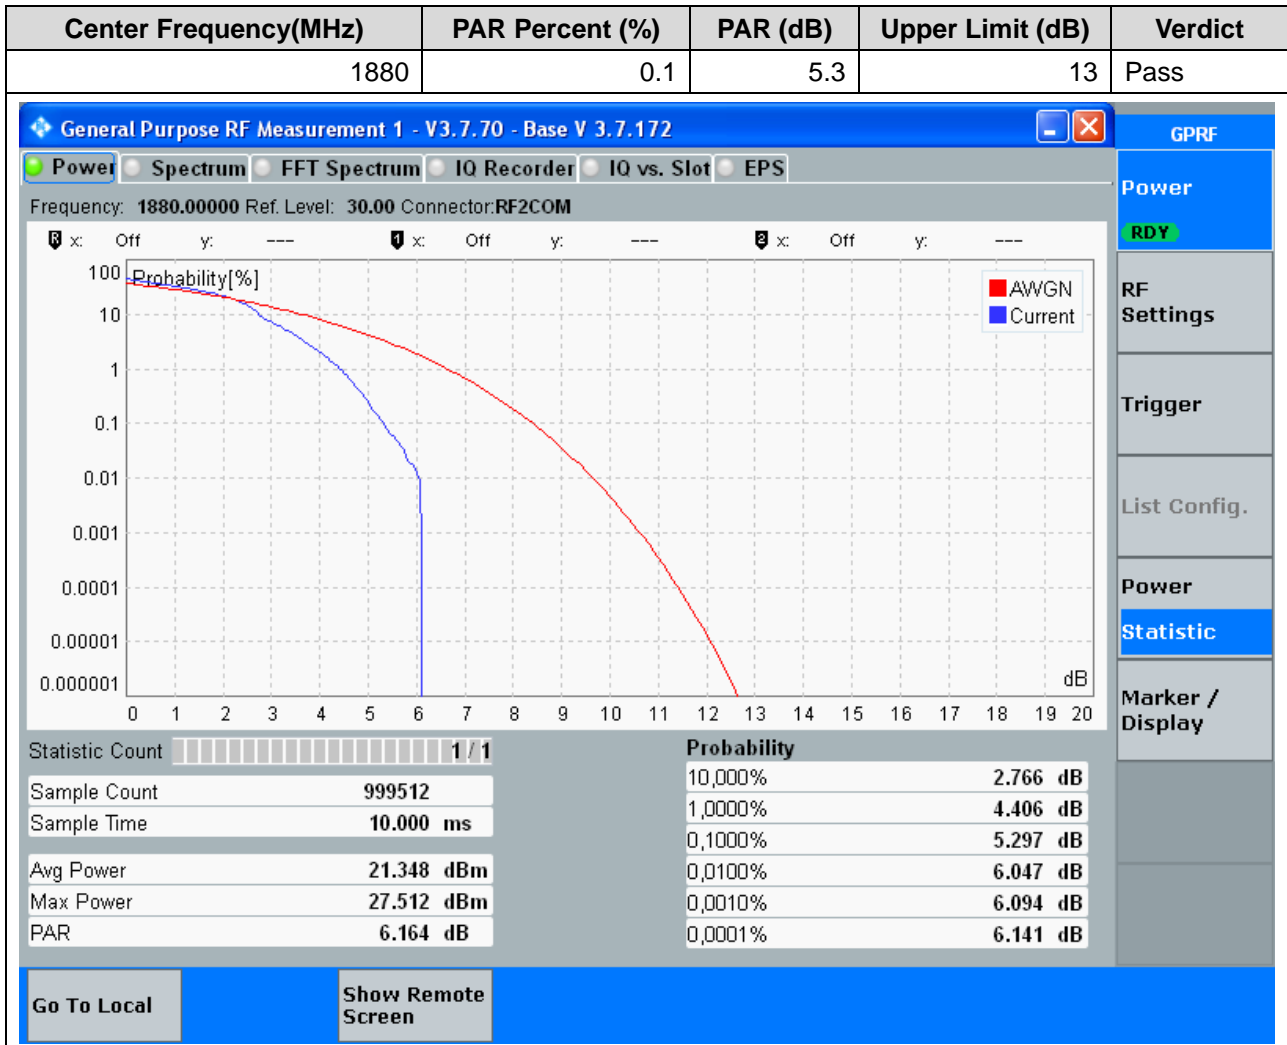 Center Frequency(MHz) PAR Percent (%) PAR (dB) Upper Limit (dB) Verdict
1880 0.1 5.3 13 Pass
General Purpose RF Measurement 1 - V3.7.70 - Base V 3.7.172
GPRF
Power Spectrum FFT Spectrum IQ Recorder IQ vs. Slot EPS
Power
RDY
Frequency: 1880.00000 Ref. Level: 30.00 Connector:RF2COM
R x: Off y: --- 1 x: Off y: --- 2 x: Off y: ---
Probability[%]
100
10
1
0.1
0.01
0.001
0.0001
0.00001
0.000001
AWGN
Current
dB
0 1 2 3 4 5 6 7 8 9 10 11 12 13 14 15 16 17 18 19 20
RF
Settings
Trigger
List Config.
Power
Statistic
Marker /
Display
Statistic Count 1 / 1
Sample Count 999512
Sample Time 10.000 ms
Avg Power 21.348 dBm
Max Power 27.512 dBm
PAR 6.164 dB
Probability
10,000% 2.766 dB
1,0000% 4.406 dB
0,1000% 5.297 dB
0,0100% 6.047 dB
0,0010% 6.094 dB
0,0001% 6.141 dB
Go To Local
Show Remote
Screen